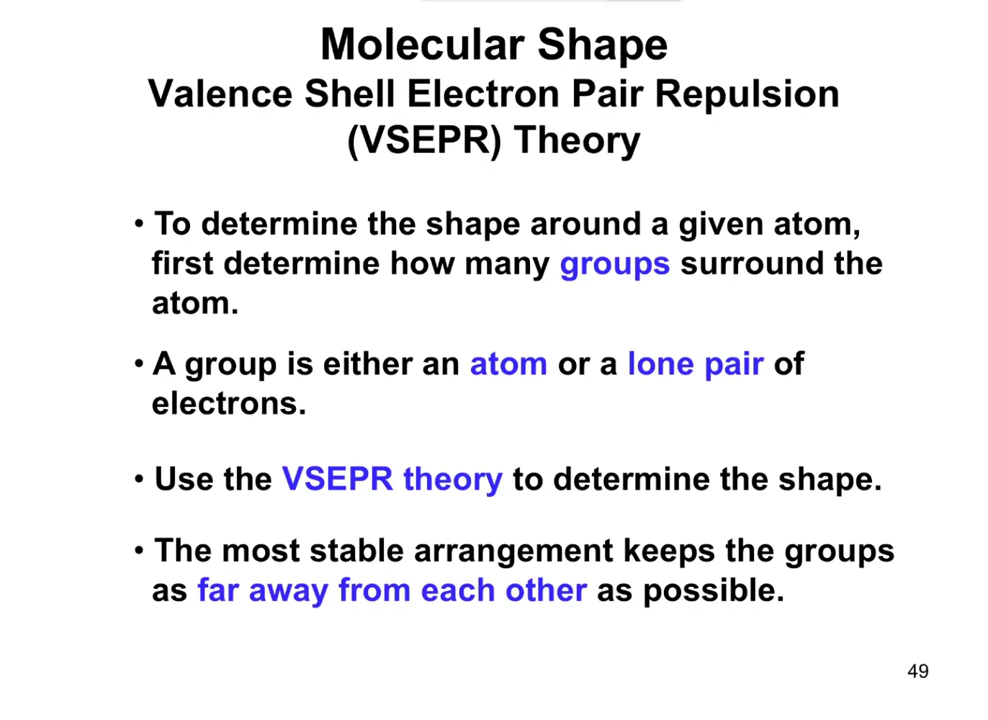 Molecular Shape
Valence Shell Electron Pair Repulsion
(VSEPR) Theory
• To determine the shape around a given atom,
first determine how many groups surround the
atom.
• A group is either an atom or a lone pair of
electrons.
• Use the VSEPR theory to determine the shape.
• The most stable arrangement keeps the groups
as far away from each other as possible.
49